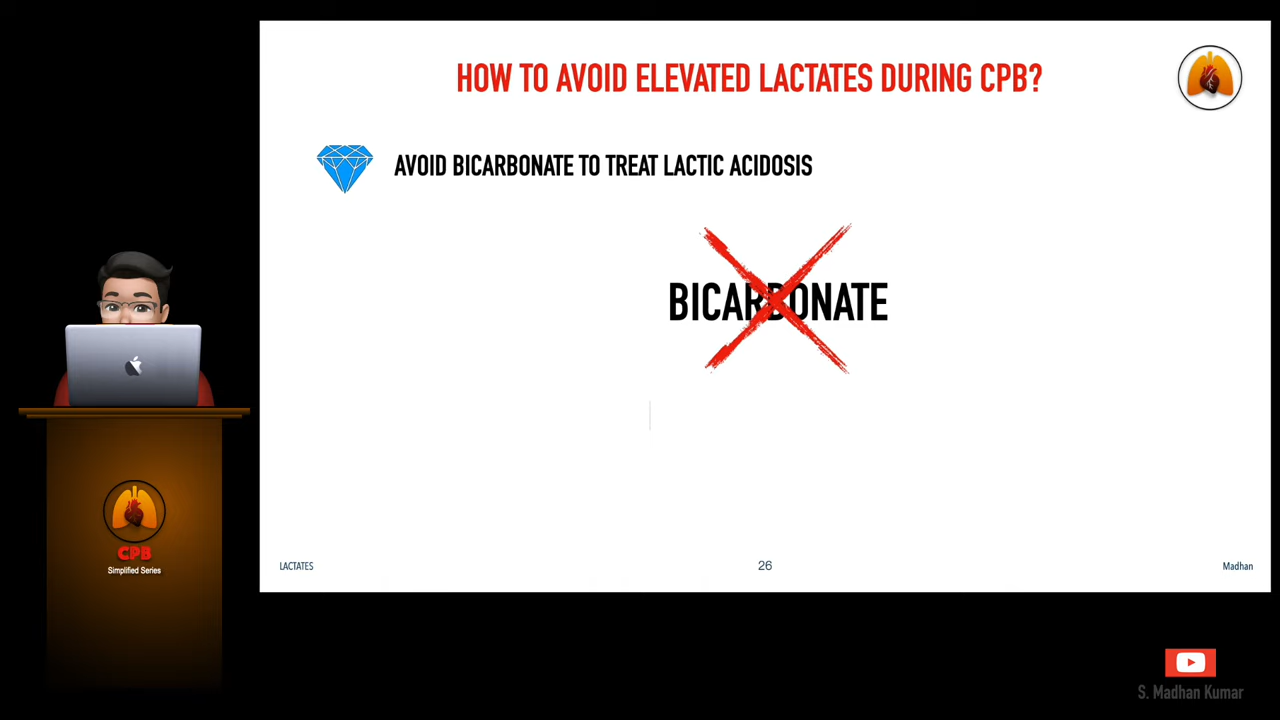 HOW TO AVOID ELEVATED LACTATES DURING CPB?
AVOID BICARBONATE TO TREAT LACTIC ACIDOSIS
BICARBONATE
CPB
Simplified Series
LACTATES
26
Madhan
S. Madhan Kumar